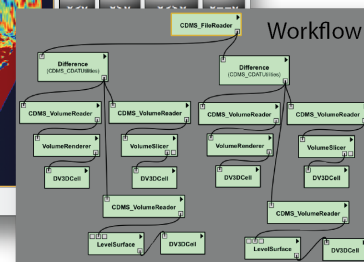 Workflow
CDMS_FileReader
Difference
(CDMS_CDATUtilities)
Difference
(CDMS_CDATUtilities)
CDMS_VolumeReader
CDMS_VolumeReader
CDMS_VolumeReader
CDMS_VolumeReader
VolumeRenderer
VolumeSlicer
VolumeRenderer
VolumeSlicer
DV3DCell
DV3DCell
DV3DCell
DV3DCell
CDMS_VolumeReader
CDMS_VolumeReader
LevelSurface
DV3DCell
LevelSurface
DV3DCell